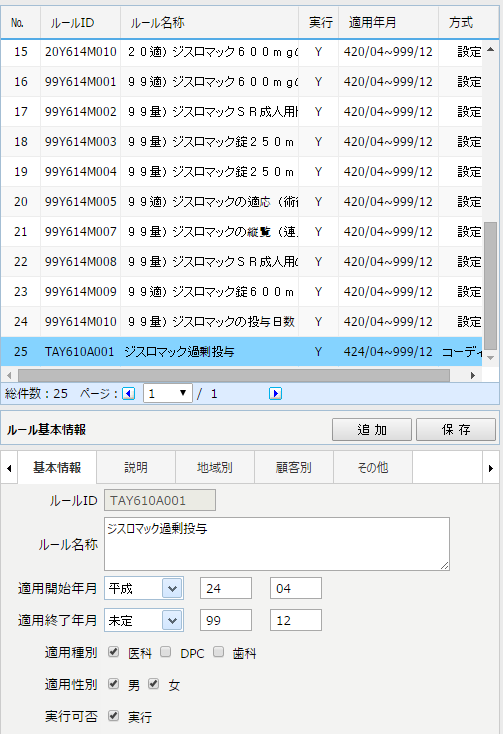 No. ルールID ルール名称 実行 適用年月 方式
15 20Y614M010 20適）ジスロマック600mgの Y 420/04~999/12 設定
16 99Y614M001 99量）ジスロマック600mgの Y 420/04~999/12 設定
17 99Y614M002 99量）ジスロマックSR成人用 Y 420/04~999/12 設定
18 99Y614M003 99量）ジスロマック錠250m Y 420/04~999/12 設定
19 99Y614M004 99適）ジスロマック錠250m Y 420/04~999/12 設定
20 99Y614M005 99適）ジスロマックの適応（術 Y 420/04~999/12 設定
21 99Y614M007 99量）ジスロマックの縦覧（連 Y 420/04~999/12 設定
22 99Y614M008 99量）ジスロマックSR成人用の Y 420/04~999/12 設定
23 99Y614M009 99適）ジスロマック錠600m Y 420/04~999/12 設定
24 99Y614M010 99量）ジスロマックの投与日数 Y 420/04~999/12 設定
25 TAY610A001 ジスロマック過剰投与 Y 424/04~999/12 コーディ
総件数：25 ページ： 1 / 1
ルール基本情報 追加 保存
基本情報 説明 地域別 顧客別 その他
ルールID TAY610A001
ルール名称 ジスロマック過剰投与
適用開始年月 平成 24 04
適用終了年月 未定 99 12
適用種別 医科 DPC 歯科
適用性別 男 女
実行可否 実行